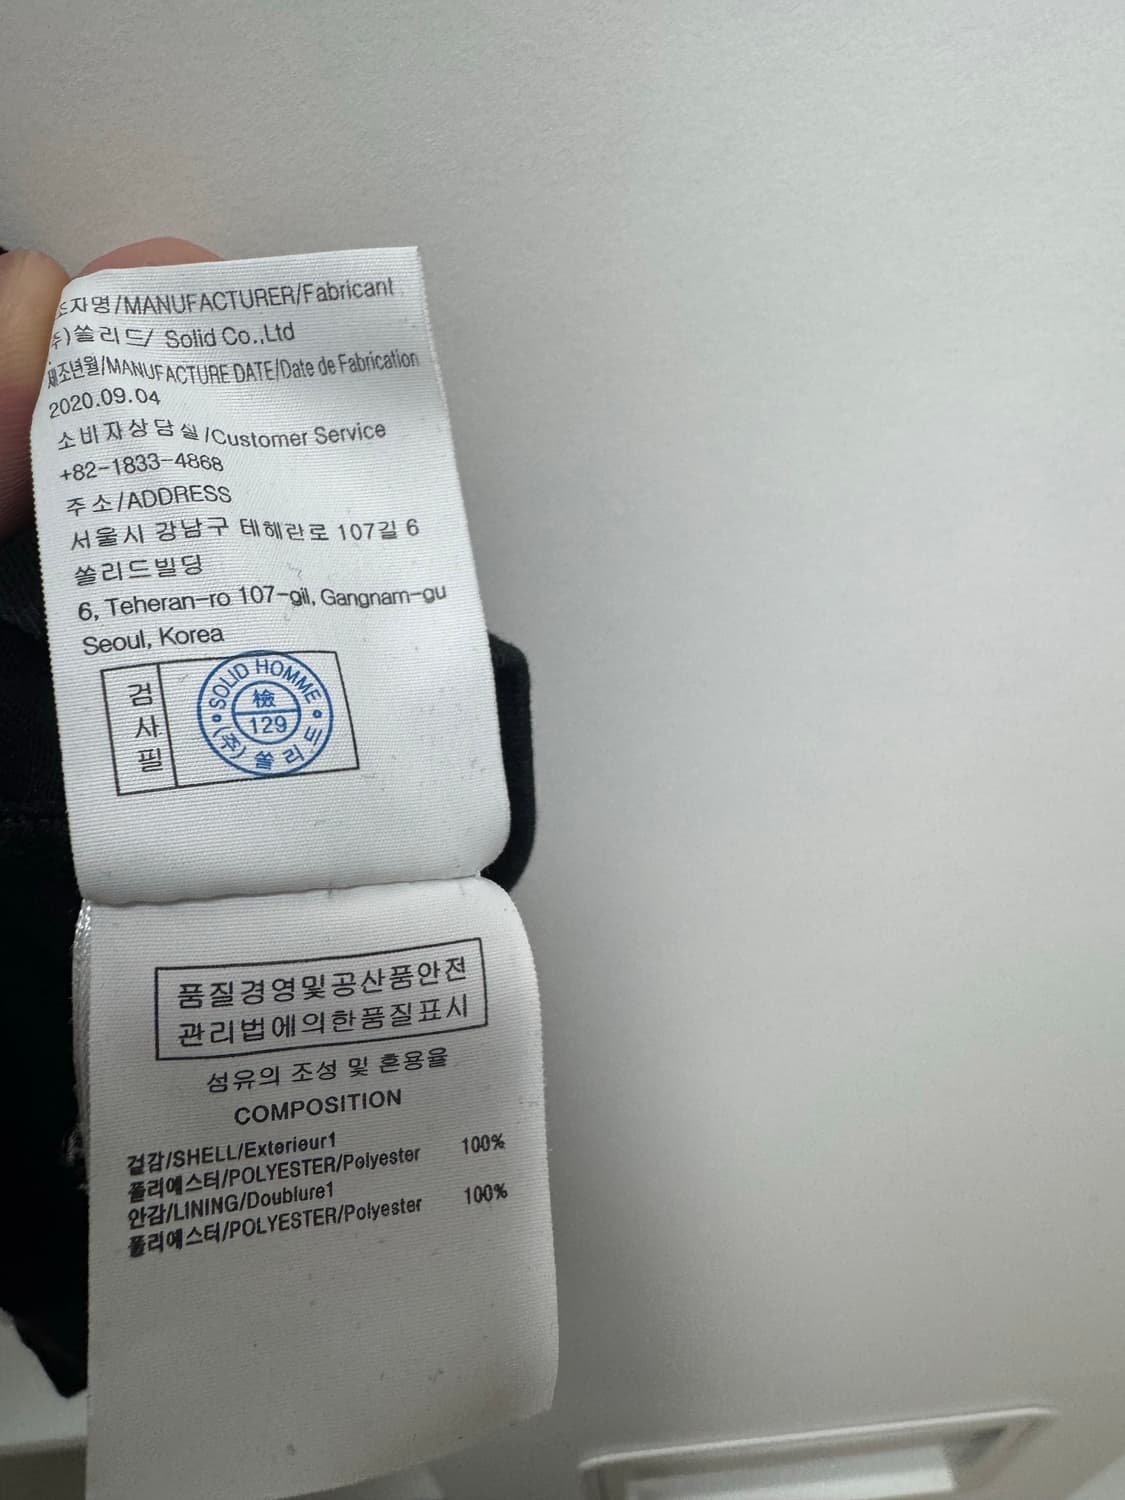 조자명/MANUFACTURER/Fabricant
주)쏠리드/ Solid Co.,Ltd
제조년월/MANUFACTURE DATE/Date de Fabrication
2020.09.04
소비자상담실/Customer Service
+82-1833-4868
주소/ADDRESS
서울시 강남구 테헤란로 107길 6
쏠리드빌딩
6, Teheran-ro 107-gil, Gangnam-gu
Seoul, Korea
검사필
SOLID HOMME
檢
129
(주)쏠리드
품질경영및공산품안전
관리법에의한품질표시
섬유의 조성 및 혼용율
COMPOSITION
겉감/SHELL/Exterieur1
폴리에스터/POLYESTER/Polyester 100%
안감/LINING/Doublure1
폴리에스터/POLYESTER/Polyester 100%